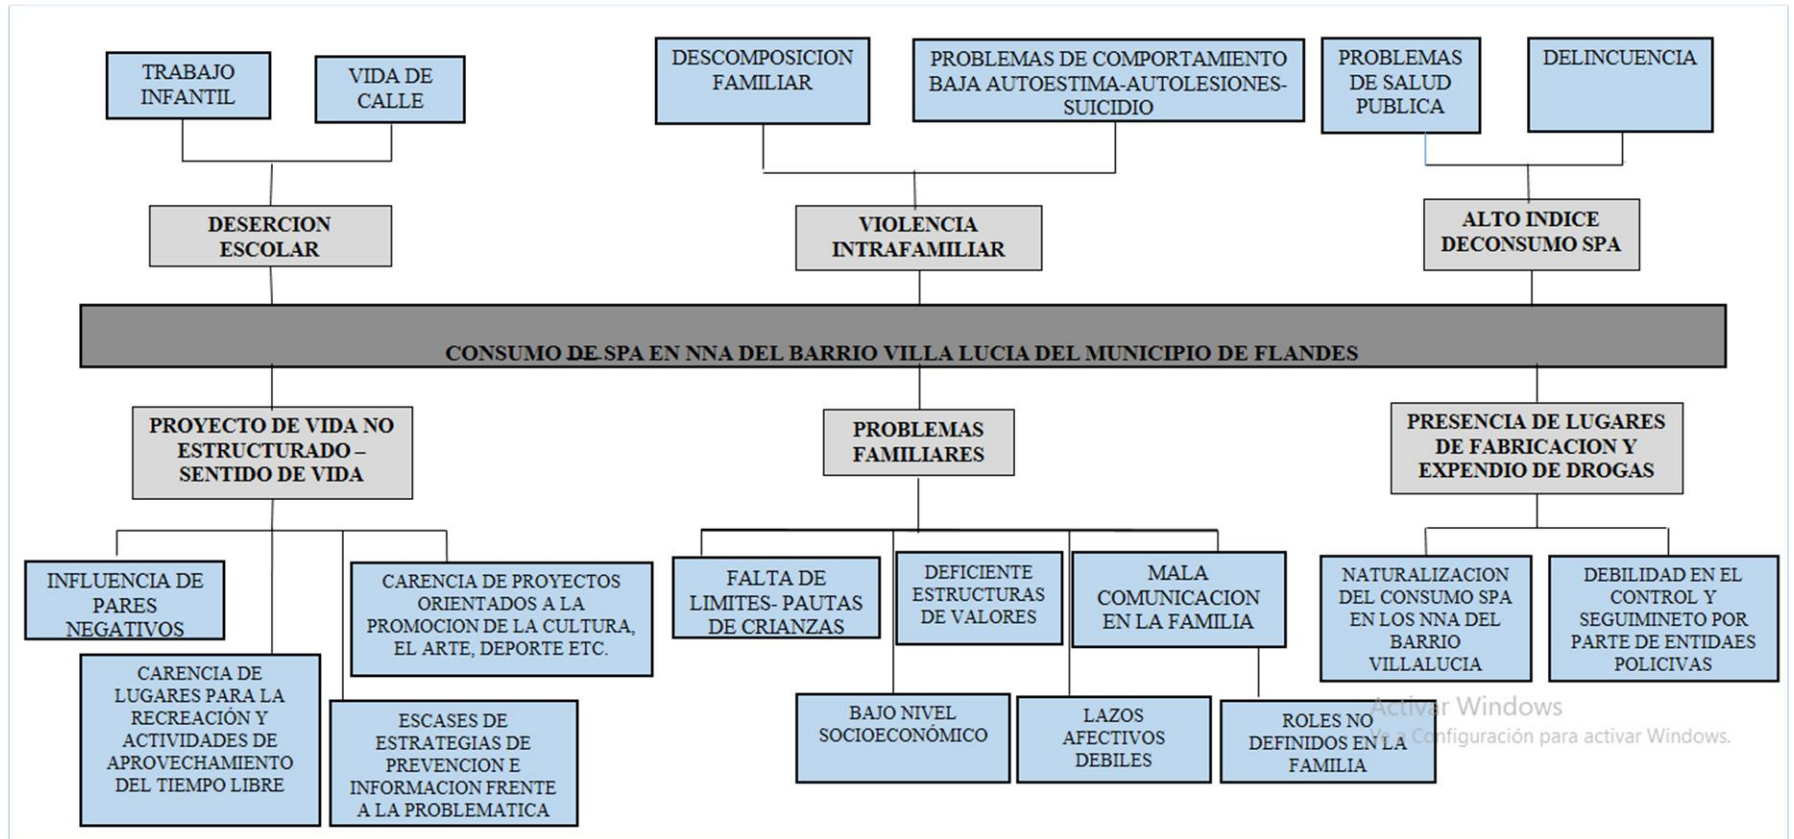 TRABAJO
INFANTIL
VIDA DE
CALLE
DESCOMPOSICION
FAMILIAR
PROBLEMAS DE COMPORTAMIENTO
BAJA AUTOESTIMA-AUTOLESIONES-
SUICIDIO
PROBLEMAS
DE SALUD
PUBLICA
DELINCUENCIA
DESERCION
ESCOLAR
VIOLENCIA
INTRAFAMILIAR
ALTO INDICE
DECONSUMO SPA
CONSUMO DE SPA EN NNA DEL BARRIO VILLA LUCIA DEL MUNICIPIO DE FLANDES
PROYECTO DE VIDA NO
ESTRUCTURADO –
SENTIDO DE VIDA
PROBLEMAS
FAMILIARES
PRESENCIA DE LUGARES
DE FABRICACION Y
EXPENDIO DE DROGAS
INFLUENCIA DE
PARES
NEGATIVOS
CARENCIA DE PROYECTOS
ORIENTADOS A LA
PROMOCION DE LA CULTURA,
EL ARTE, DEPORTE ETC.
FALTA DE
LIMITES- PAUTAS
DE CRIANZAS
DEFICIENTE
ESTRUCTURAS
DE VALORES
MALA
COMUNICACION
EN LA FAMILIA
NATURALIZACION
DEL CONSUMO SPA
EN LOS NNA DEL
BARRIO
VILLALUCIA
DEBILIDAD EN EL
CONTROL Y
SEGUIMINETO POR
PARTE DE ENTIDAES
POLICIVAS
CARENCIA DE
LUGARES PARA LA
RECREACIÓN Y
ACTIVIDADES DE
APROVECHAMIENTO
DEL TIEMPO LIBRE
ESCASES DE
ESTRATEGIAS DE
PREVENCION E
INFORMACION FRENTE
A LA PROBLEMATICA
BAJO NIVEL
SOCIOECONÓMICO
LAZOS
AFECTIVOS
DEBILES
ROLES NO
DEFINIDOS EN LA
FAMILIA
Activar Windows
Ve a Configuración para activar Windows.